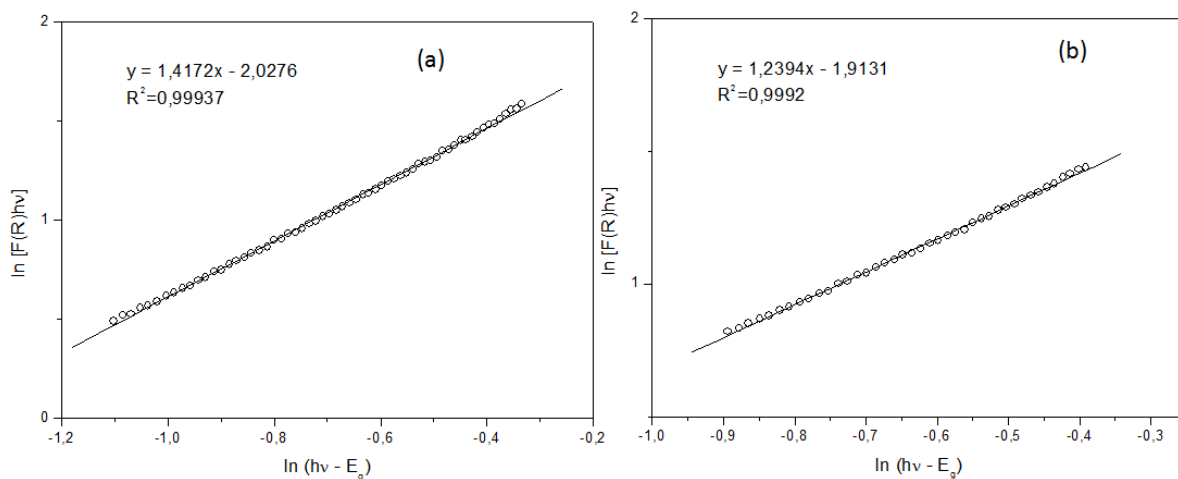 2
(a)
y = 1,4172x - 2,0276
R²=0,99937
ln [F(R)hν]
1
0
-1,2
-1,0
-0,8
-0,6
-0,4
-0,2
ln (hν - E_g)
2
(b)
y = 1,2394x - 1,9131
R²=0,9992
ln [F(R)hν]
1
-1,0
-0,9
-0,8
-0,7
-0,6
-0,5
-0,4
-0,3
ln (hν - E_g)